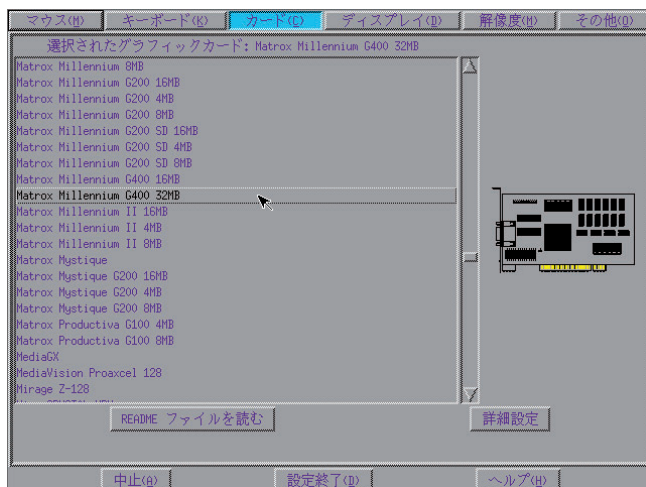 マウス(M) キーボード(K) カード(C) ディスプレイ(D) 解像度(M) その他(O)
選択されたグラフィックカード: Matrox Millennium G400 32MB
Matrox Millennium 8MB
Matrox Millennium G200 16MB
Matrox Millennium G200 4MB
Matrox Millennium G200 8MB
Matrox Millennium G200 SD 16MB
Matrox Millennium G200 SD 4MB
Matrox Millennium G200 SD 8MB
Matrox Millennium G400 16MB
Matrox Millennium G400 32MB
Matrox Millennium II 16MB
Matrox Millennium II 4MB
Matrox Millennium II 8MB
Matrox Mystique
Matrox Mystique G200 16MB
Matrox Mystique G200 4MB
Matrox Mystique G200 8MB
Matrox Productiva G100 4MB
Matrox Productiva G100 8MB
MediaGX
MediaVision Proaxcel 128
Mirage Z-128
README ファイルを読む 詳細設定
中止(A) 設定終了(D) ヘルプ(H)